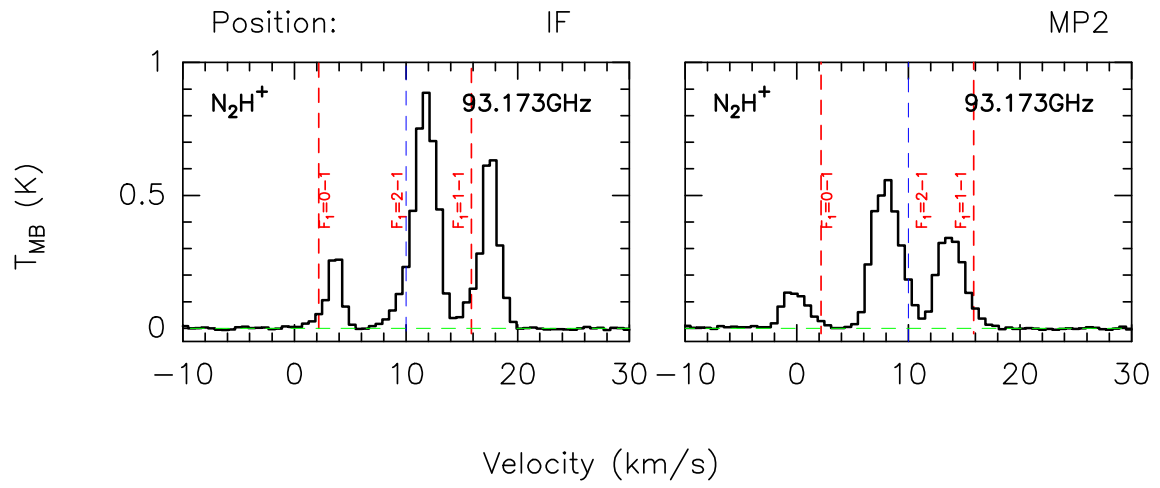 Position: IF MP2
N₂H⁺ 93.173GHz N₂H⁺ 93.173GHz
F₁=0−1 F₁=2−1 F₁=1−1 F₁=0−1 F₁=2−1 F₁=1−1
T_MB (K)
1
0.5
0
−10 0 10 20 30 −10 0 10 20 30
Velocity (km/s)